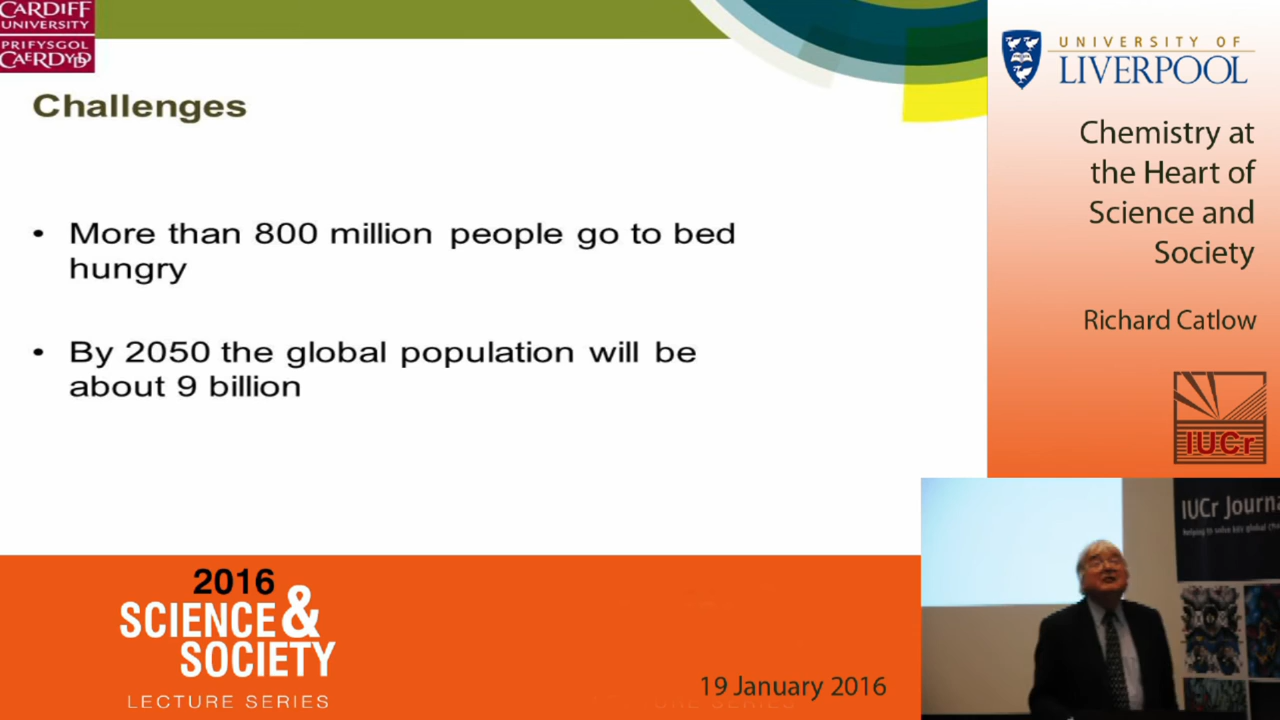 CARDIFF
UNIVERSITY
PRIFYSGOL
CAERDYDD
Challenges
• More than 800 million people go to bed
hungry
• By 2050 the global population will be
about 9 billion
2016
SCIENCE &
SOCIETY
LECTURE SERIES
19 January 2016
UNIVERSITY OF
LIVERPOOL
Chemistry at
the Heart of
Science and
Society
Richard Catlow
IUCr
IUCr Journa